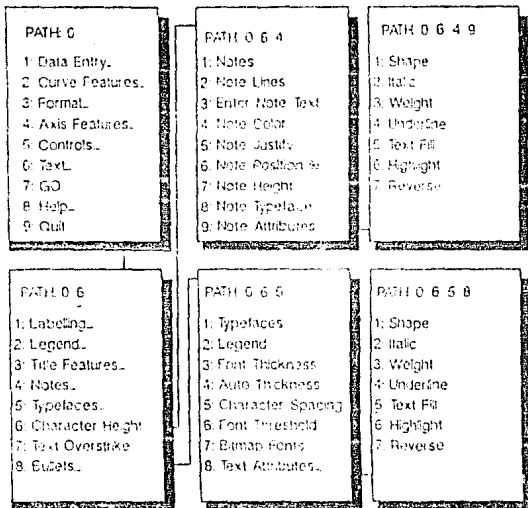 PATH: 0
1: Data Entry...
2: Curve Features...
3: Format...
4: Axis Features...
5: Controls...
6: Text...
7: GO
8: Help...
9: Quit
PATH: 0 6 4
1: Notes
2: Note Lines
3: Enter Note Text
4: Note Color
5: Note Justify
6: Note Position %
7: Note Height
8: Note Typeface
9: Note Attributes
PATH: 0 6 4 9
1: Shape
2: Italic
3: Weight
4: Underline
5: Text Fill
6: Highlight
7: Reverse
PATH: 0 6
1: Labelling...
2: Legend...
3: Title Features...
4: Notes...
5: Typefaces...
6: Character Height
7: Text Overstrike
8: Bullets...
PATH: 0 6 5
1: Typefaces
2: Legend
3: Font Thickness
4: Auto Thickness
5: Character Spacing
6: Font Threshold
7: Bitmap Fonts
8: Text Attributes...
PATH: 0 6 5 8
1: Shape
2: Italic
3: Weight
4: Underline
5: Text Fill
6: Highlight
7: Reverse